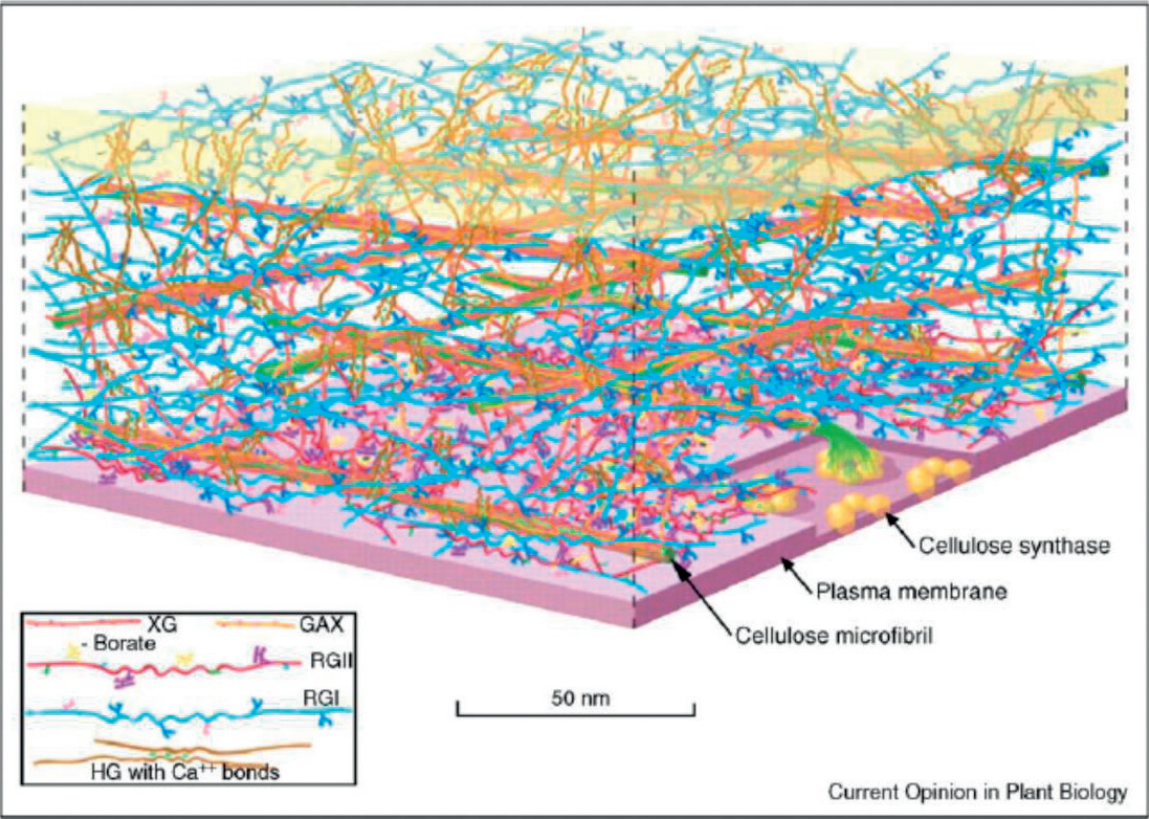 Cellulose synthase
Plasma membrane
Cellulose microfibril
XG GAX
- Borate
RGII
RGI
HG with Ca⁺⁺ bonds
50 nm
Current Opinion in Plant Biology